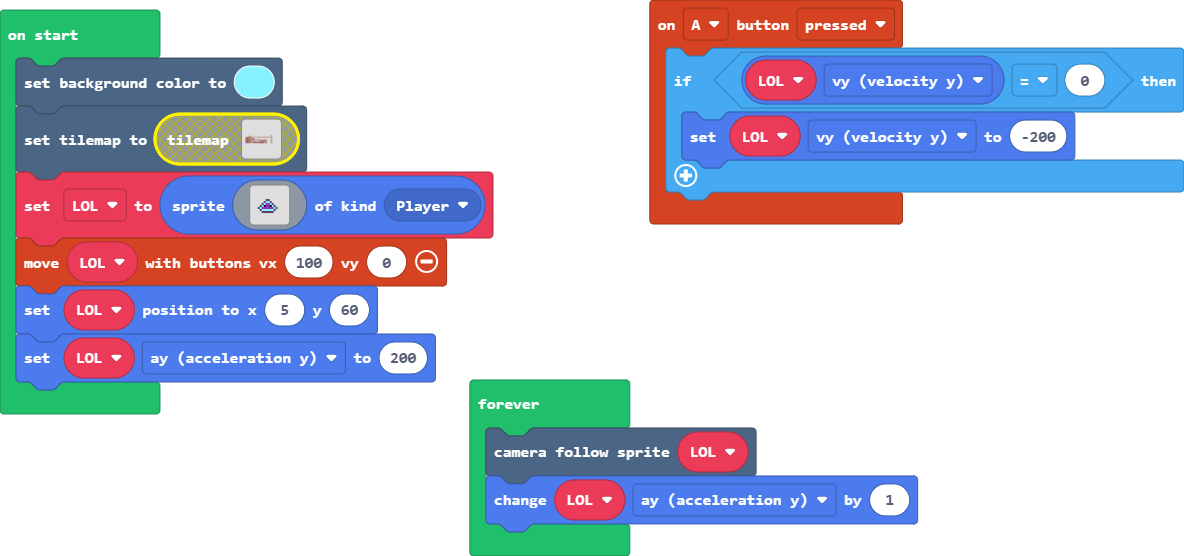 on start
set background color to
set tilemap to tilemap
set LOL to sprite of kind Player
move LOL with buttons vx 100 vy 0
set LOL position to x 5 y 60
set LOL ay (acceleration y) to 200
on A button pressed
if LOL vy (velocity y) = 0 then
set LOL vy (velocity y) to -200
forever
camera follow sprite LOL
change LOL ay (acceleration y) by 1